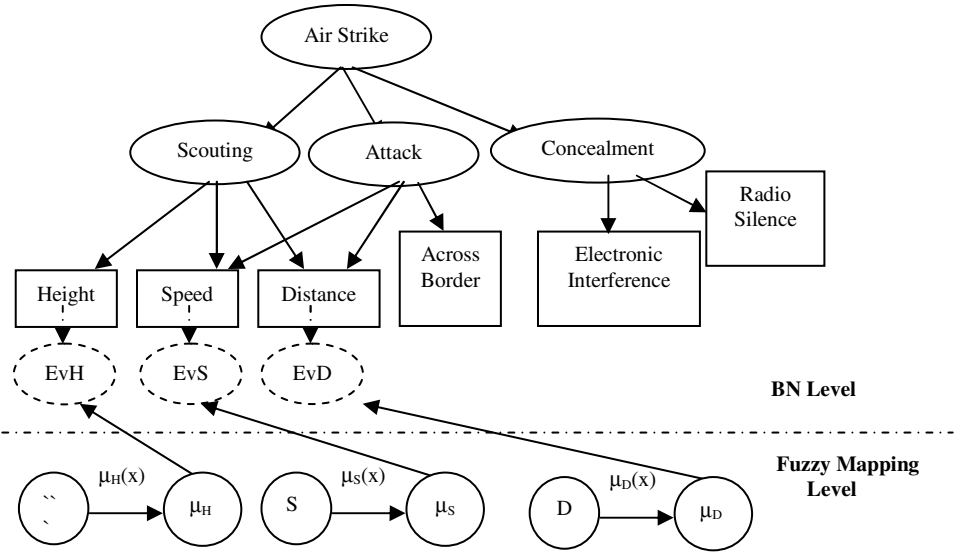 Air Strike
Scouting
Attack
Concealment
Radio
Silence
Across
Border
Electronic
Interference
Height
Speed
Distance
EvH
EvS
EvD
BN Level
Fuzzy Mapping
Level
μH(x)
μS(x)
μD(x)
``
`
μH
S
μS
D
μD